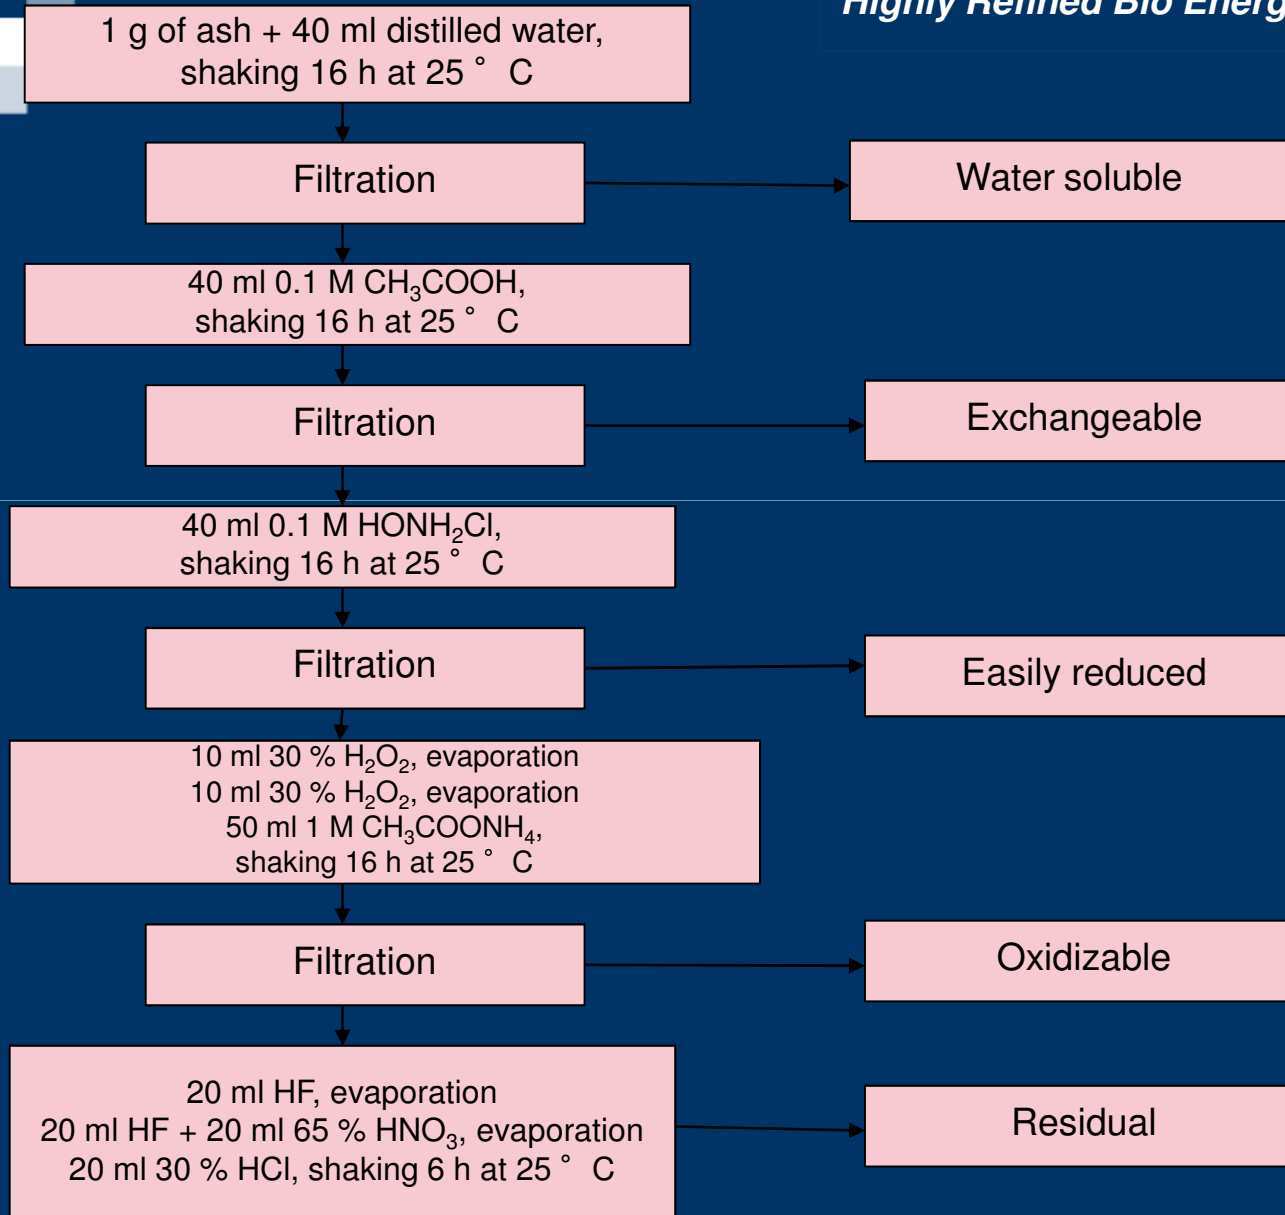 Highly Refined Bio Energ
1 g of ash + 40 ml distilled water,
shaking 16 h at 25 ° C
Filtration
Water soluble
40 ml 0.1 M CH₃COOH,
shaking 16 h at 25 ° C
Filtration
Exchangeable
40 ml 0.1 M HONH₂Cl,
shaking 16 h at 25 ° C
Filtration
Easily reduced
10 ml 30 % H₂O₂, evaporation
10 ml 30 % H₂O₂, evaporation
50 ml 1 M CH₃COONH₄,
shaking 16 h at 25 ° C
Filtration
Oxidizable
20 ml HF, evaporation
20 ml HF + 20 ml 65 % HNO₃, evaporation
20 ml 30 % HCl, shaking 6 h at 25 ° C
Residual